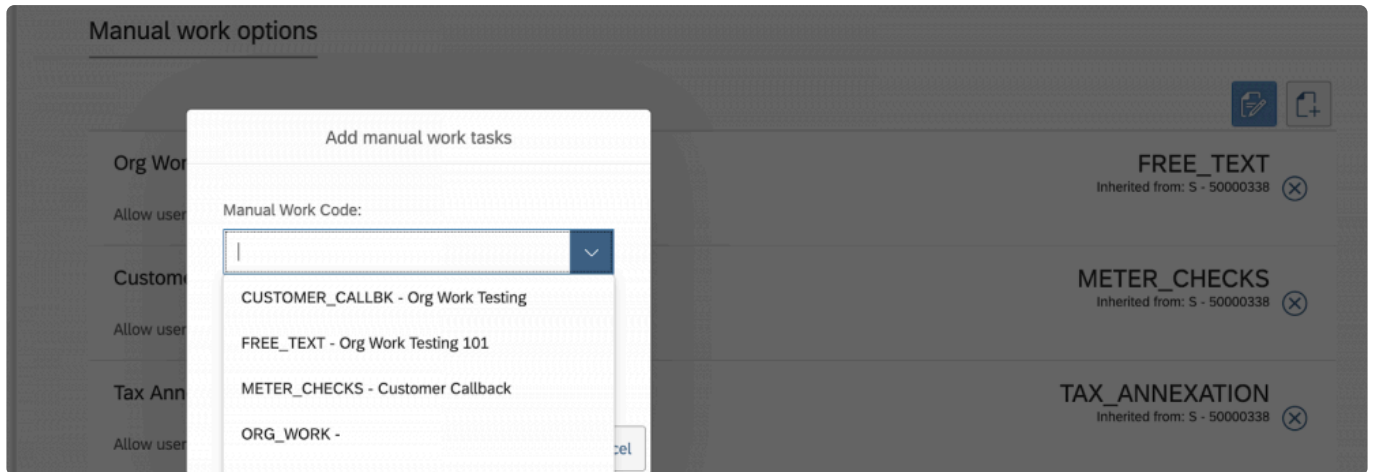 Manual work options
Add manual work tasks
Org Wor
FREE_TEXT
Inherited from: S - 50000338
Allow user
Manual Work Code:
Custome
METER_CHECKS
Inherited from: S - 50000338
CUSTOMER_CALLBK - Org Work Testing
Allow user
FREE_TEXT - Org Work Testing 101
METER_CHECKS - Customer Callback
Tax Ann
TAX_ANNEXATION
Inherited from: S - 50000338
ORG_WORK -
Allow user
cel